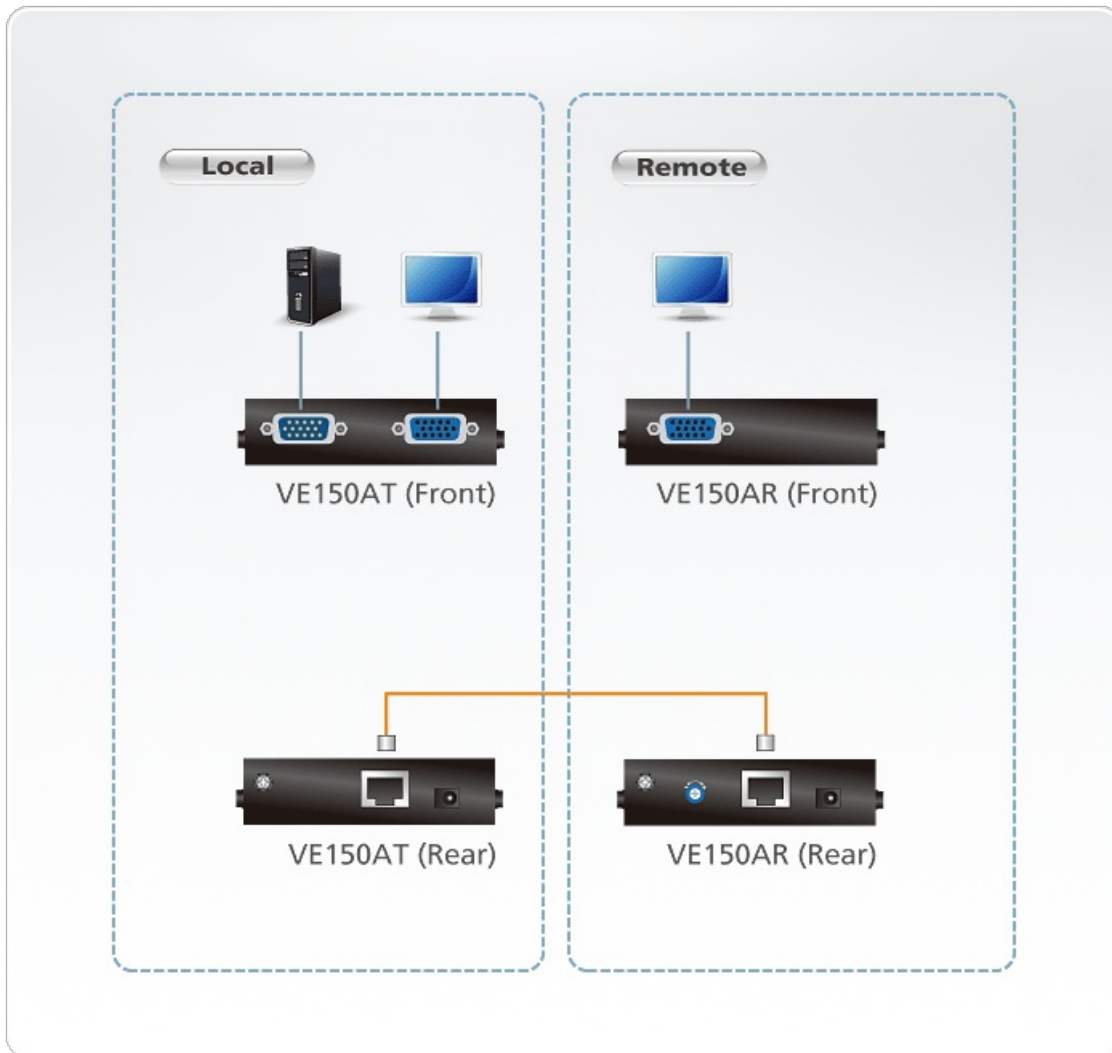 Local
Remote
VE150AT (Front)
VE150AR (Front)
VE150AT (Rear)
VE150AR (Rear)